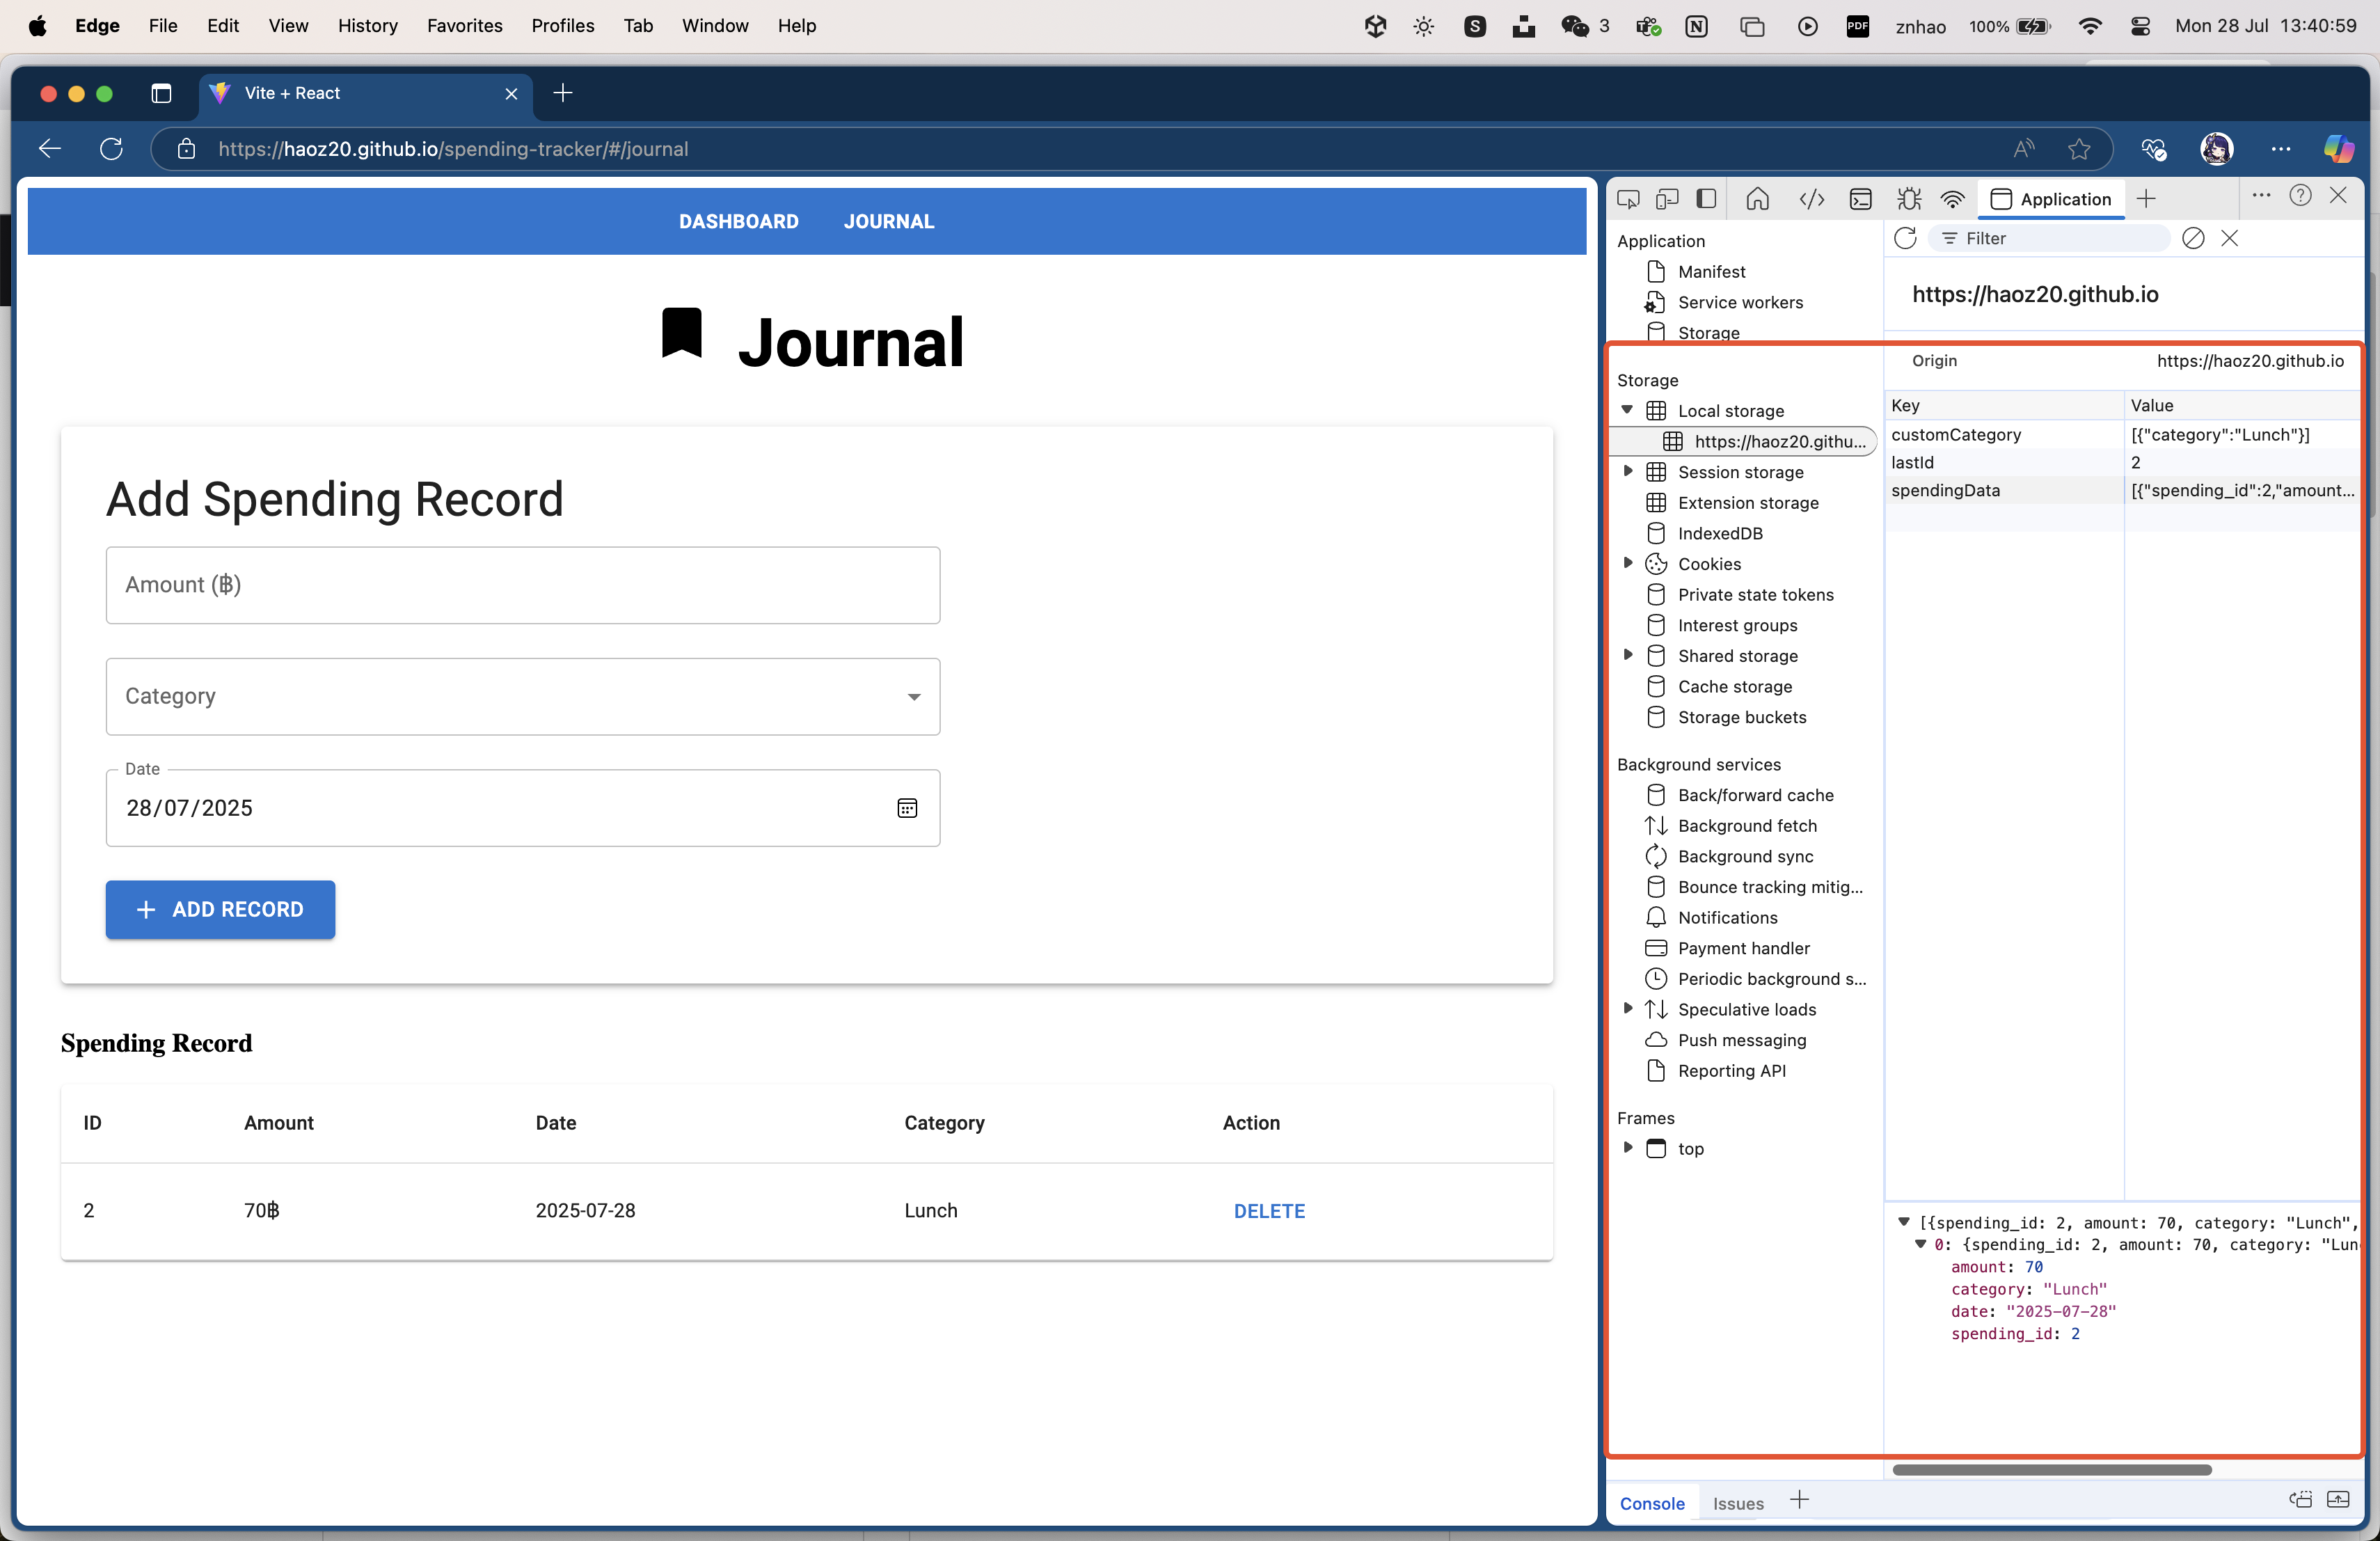 Edge File Edit View History Favorites Profiles Tab Window Help S 3 N PDF znhao 100% Mon 28 Jul 13:40:59
Vite + React
https://haoz20.github.io/spending-tracker/#/journal
DASHBOARD JOURNAL
Journal
Add Spending Record
Amount (฿)
Category
Date
28/07/2025
+ ADD RECORD
Spending Record
ID Amount Date Category Action
2 70฿ 2025-07-28 Lunch DELETE
Application
Application
Manifest
Service workers
Storage
Storage
Local storage
https://haoz20.githu...
Session storage
Extension storage
IndexedDB
Cookies
Private state tokens
Interest groups
Shared storage
Cache storage
Storage buckets
Background services
Back/forward cache
Background fetch
Background sync
Bounce tracking mitig...
Notifications
Payment handler
Periodic background s...
Speculative loads
Push messaging
Reporting API
Frames
top
Filter
https://haoz20.github.io
Origin https://haoz20.github.io
Key Value
customCategory [{"category":"Lunch"}]
lastId 2
spendingData [{"spending_id":2,"amount...
[{spending_id: 2, amount: 70, category: "Lunch",
0: {spending_id: 2, amount: 70, category: "Lun
amount: 70
category: "Lunch"
date: "2025-07-28"
spending_id: 2
Console Issues